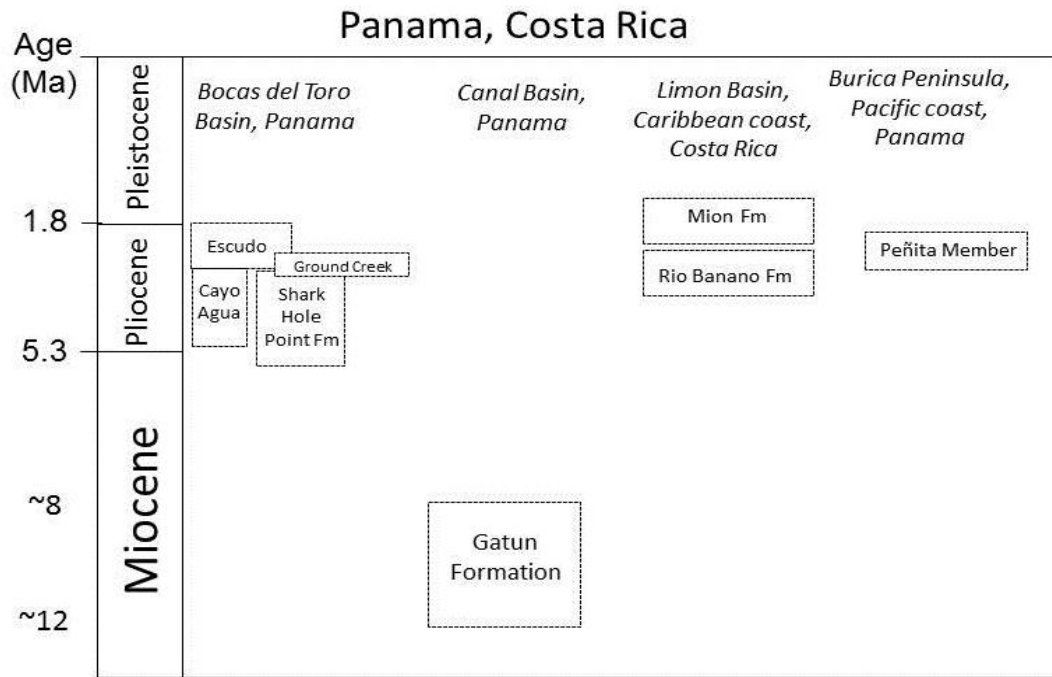 Panama, Costa Rica
Age
(Ma)
Pleistocene
Bocas del Toro
Basin, Panama
Canal Basin,
Panama
Limon Basin,
Caribbean coast,
Costa Rica
Burica Peninsula,
Pacific coast,
Panama
1.8
Pliocene
Escudo
Ground Creek
Cayo
Agua
Shark
Hole
Point Fm
Mion Fm
Rio Banano Fm
Peñita Member
5.3
Miocene
~8
Gatun
Formation
~12